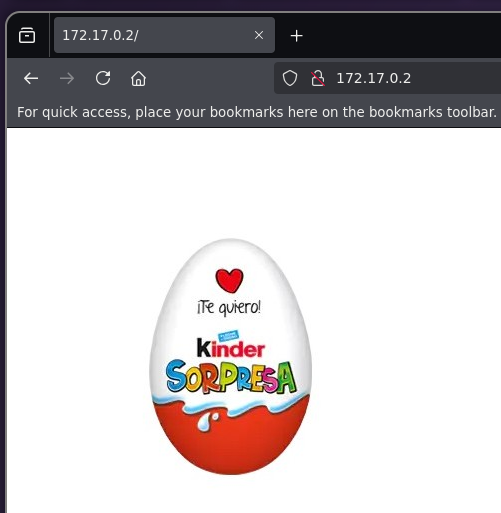 172.17.0.2/
172.17.0.2
For quick access, place your bookmarks here on the bookmarks toolbar.
¡Te quiero!
Kinder
SORPRESA